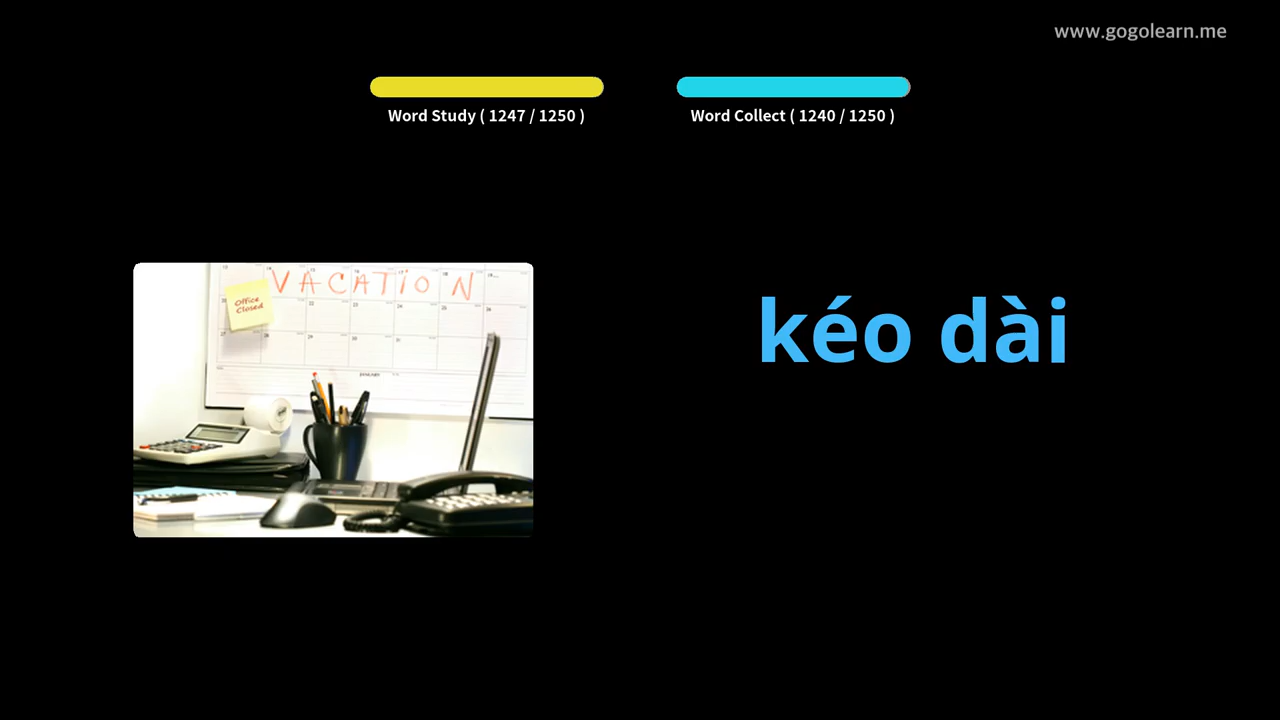 www.gogolearn.me
Word Study ( 1247 / 1250 )
Word Collect ( 1240 / 1250 )
VACATiON
Office
Closed
kéo dài